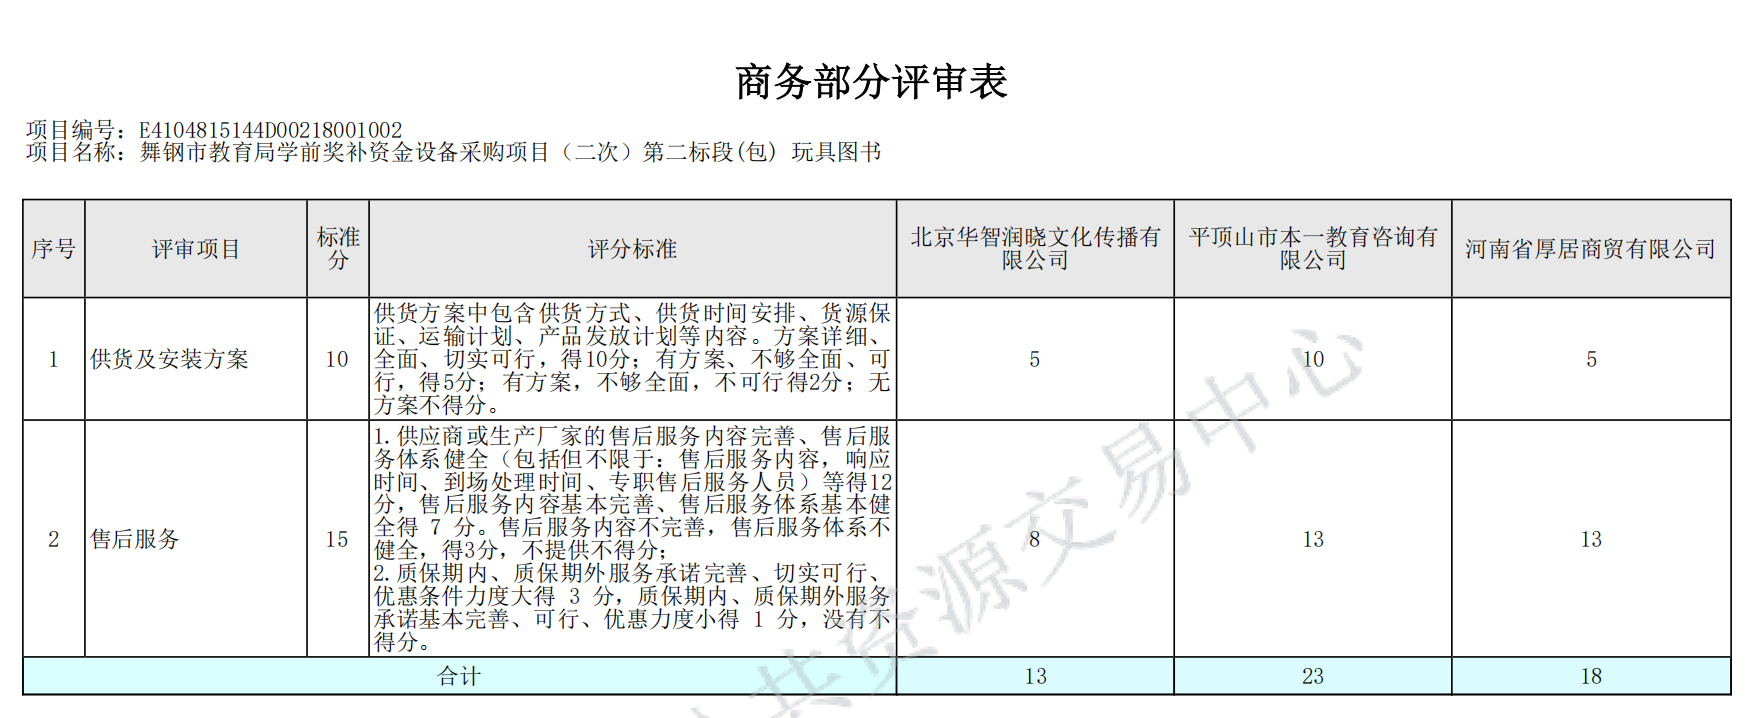 商务部分评审表
项目编号：E4104815144D00218001002
项目名称：舞钢市教育局学前奖补资金设备采购项目（二次）第二标段(包) 玩具图书
序号
评审项目
标准
分
评分标准
北京华智润晓文化传播有
限公司
平顶山市本一教育咨询有
限公司
河南省厚居商贸有限公司
1
供货及安装方案
10
供货方案中包含供货方式、供货时间安排、货源保
证、运输计划、产品发放计划等内容。方案详细、
全面、切实可行，得10分；有方案、不够全面、可
行，得5分；有方案，不够全面，不可行得2分；无
方案不得分。
5
10
5
2
售后服务
15
1.供应商或生产厂家的售后服务内容完善、售后服
务体系健全（包括但不限于：售后服务内容，响应
时间、到场处理时间、专职售后服务人员）等得12
分，售后服务内容基本完善、售后服务体系基本健
全得 7 分。售后服务内容不完善，售后服务体系不
健全，得3分，不提供不得分；
2.质保期内、质保期外服务承诺完善、切实可行、
优惠条件力度大得 3 分，质保期内、质保期外服务
承诺基本完善、可行、优惠力度小得 1 分，没有不
得分。
8
13
13
合计
13
23
18
共资源交易中心